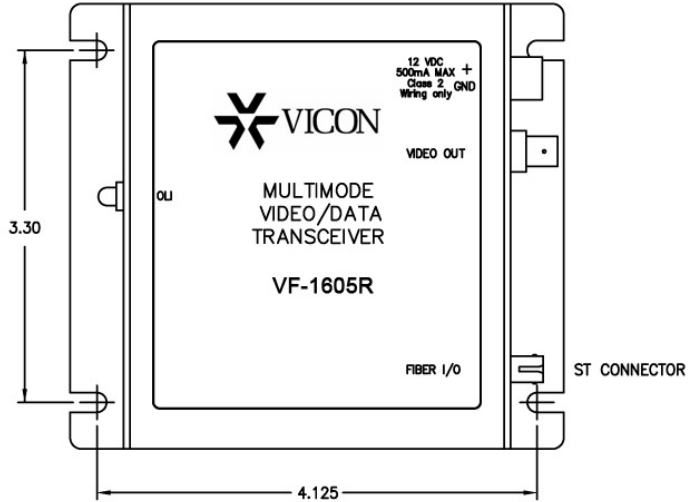 12 VDC
500mA MAX +
Class 2 GND
Wiring only
VICON
VIDEO OUT
OLI
MULTIMODE
VIDEO/DATA
TRANSCEIVER
3.30
VF-1605R
FIBER I/O
ST CONNECTOR
4.125